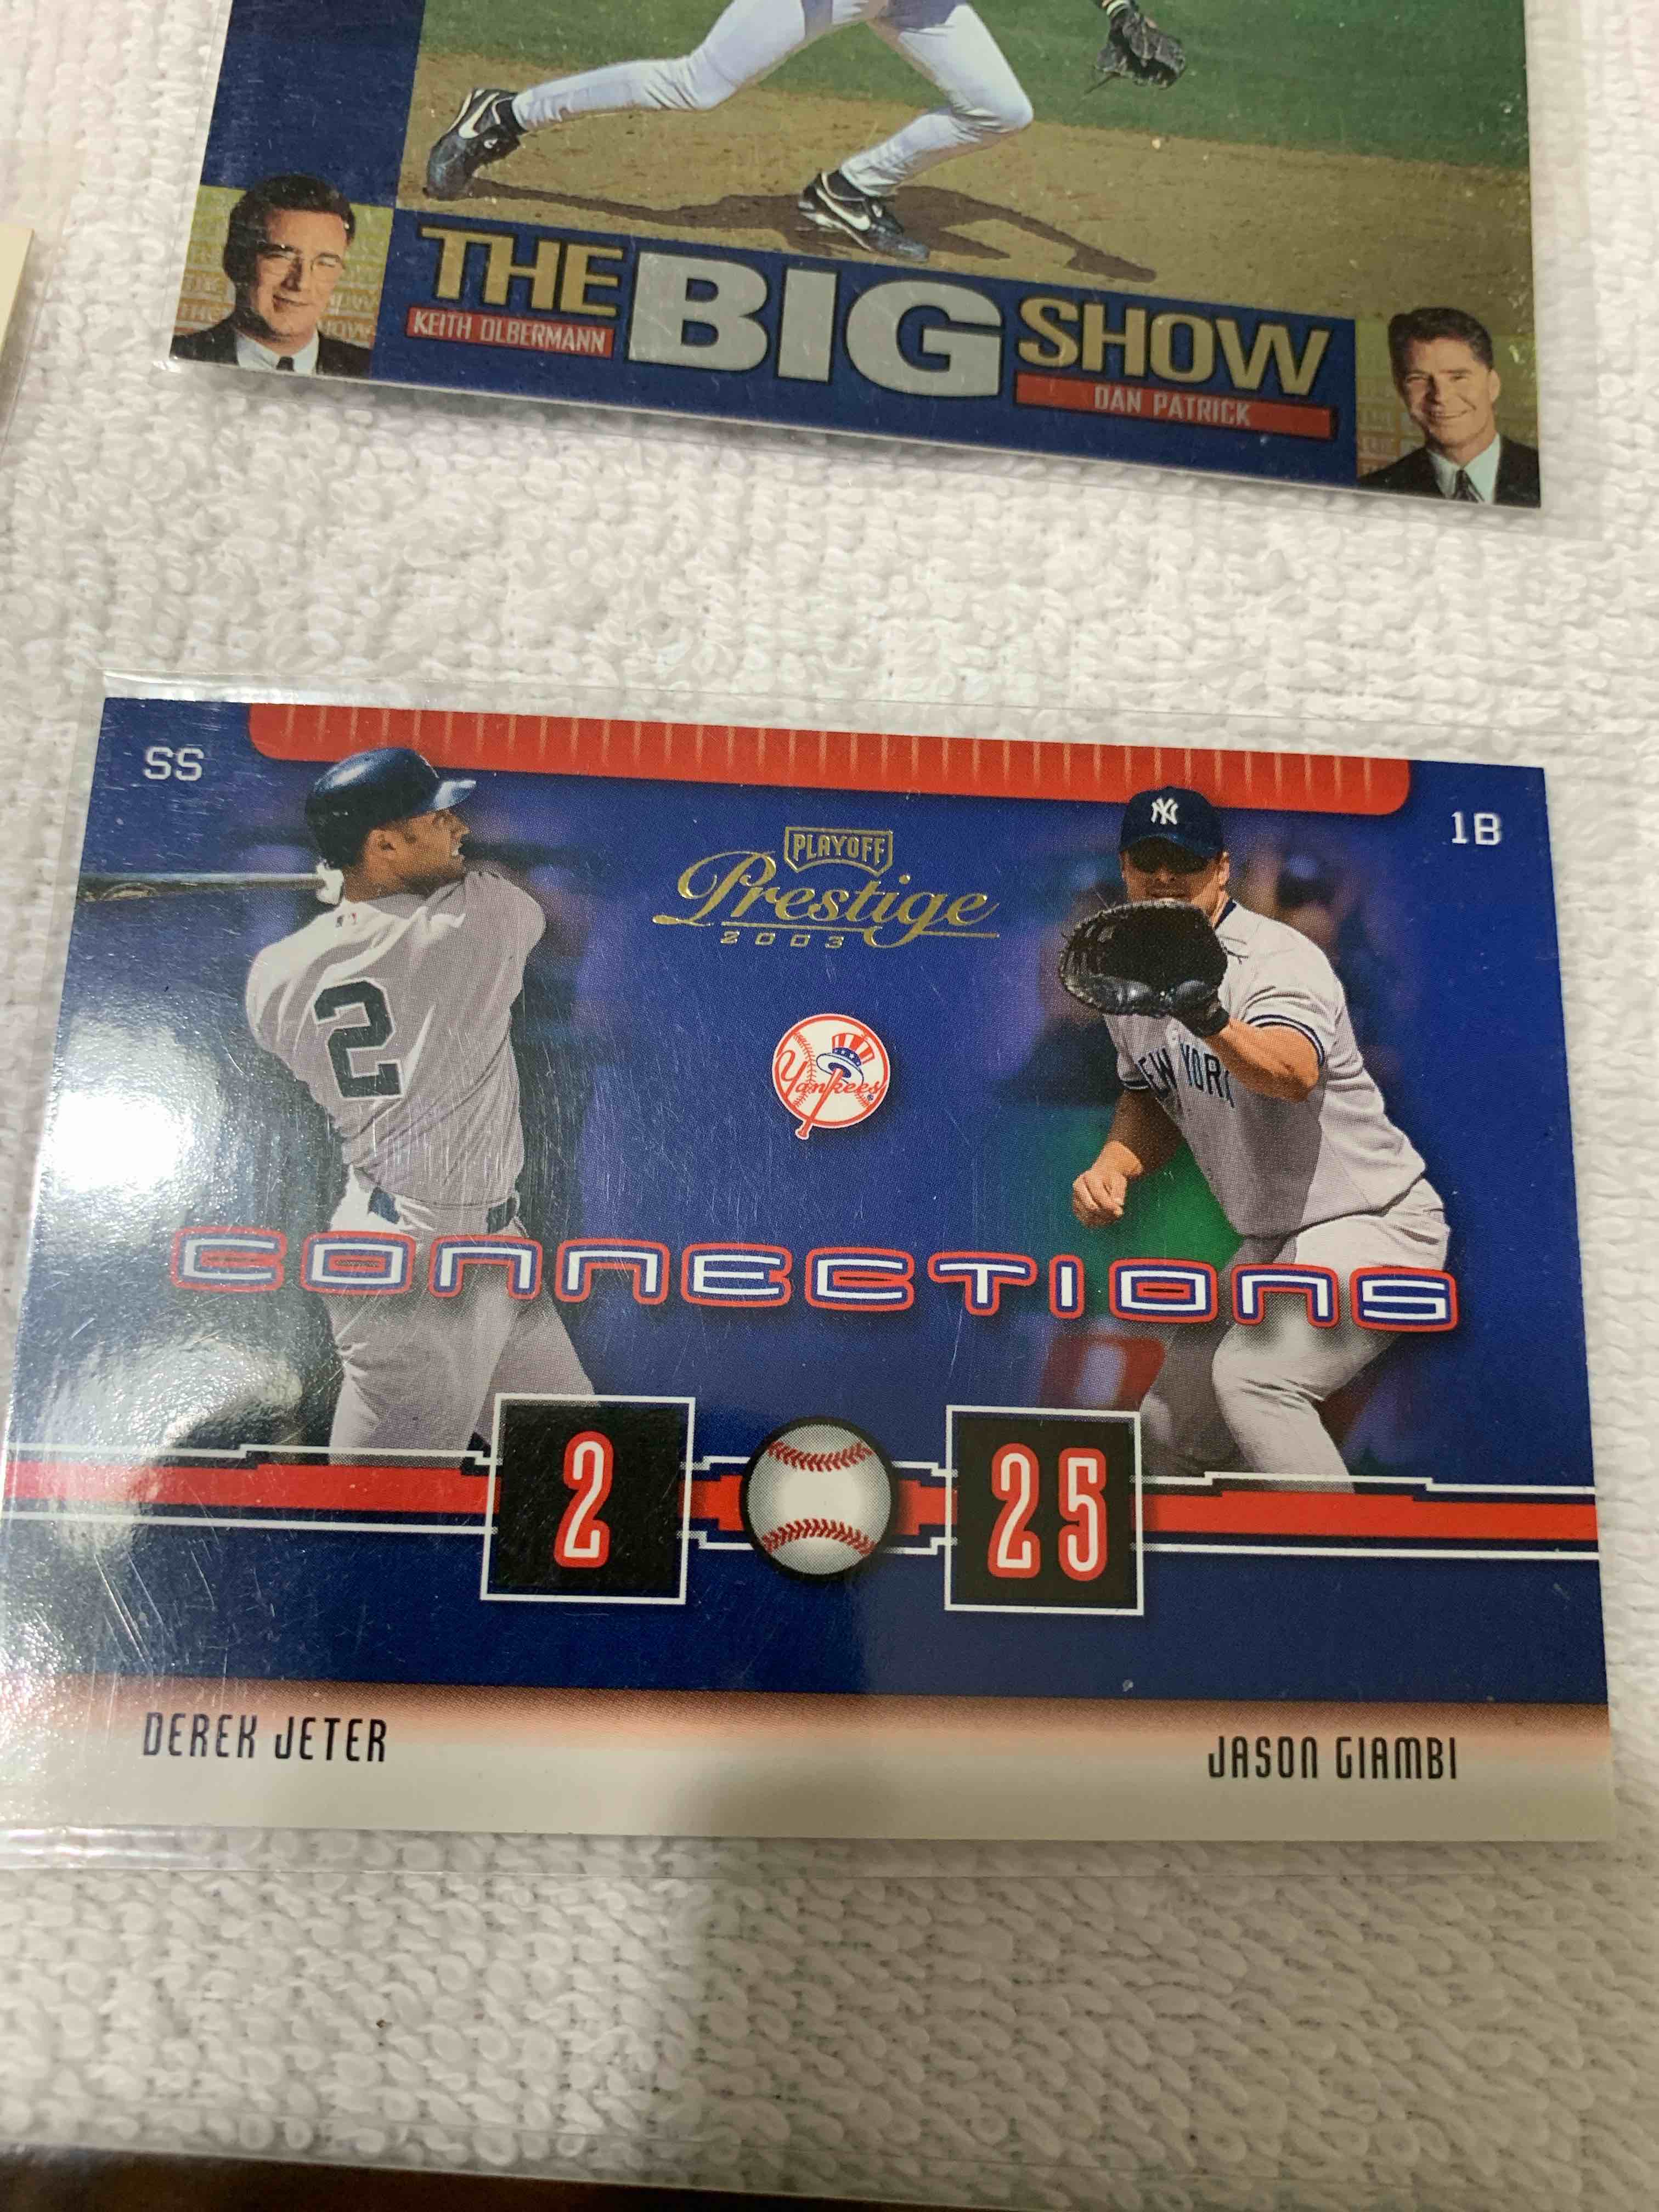 THE BIG SHOW
KEITH OLBERMANN
DAN PATRICK
SS
1B
PLAYOFF
Prestige
2003
NY
2
Yankees
NEW YORK
CONNECTIONS
2
25
DEREK JETER
JASON GIAMBI